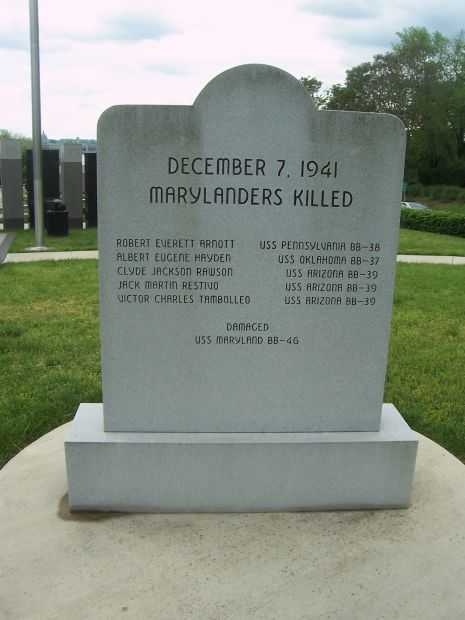 DECEMBER 7, 1941
MARYLANDERS KILLED
ROBERT EVERETT ARNOTT USS PENNSYLVANIA BB-38
ALBERT EUGENE HAYDEN USS OKLAHOMA BB-37
CLYDE JACKSON RAWSON USS ARIZONA BB-39
JACK MARTIN RESTIVO USS ARIZONA BB-39
VICTOR CHARLES TAMBOLLEO USS ARIZONA BB-39
DAMAGED
USS MARYLAND BB-46